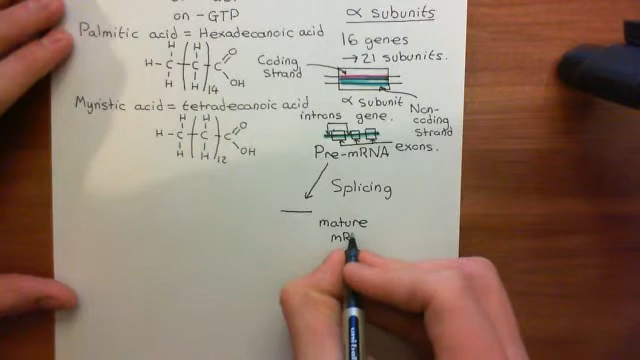 on -GTP
Palmitic acid = Hexadecanoic acid
H H
H-C-(C)-C O
H H 14 OH
Myristic acid = tetradecanoic acid
H H
H-C-(C)-C O
H H 12 OH
α subunits
16 genes
→ 21 subunits.
Coding
strand
α subunit
gene.
Non-
coding
strand
introns
exons.
Pre-mRNA
Splicing
mature
mR